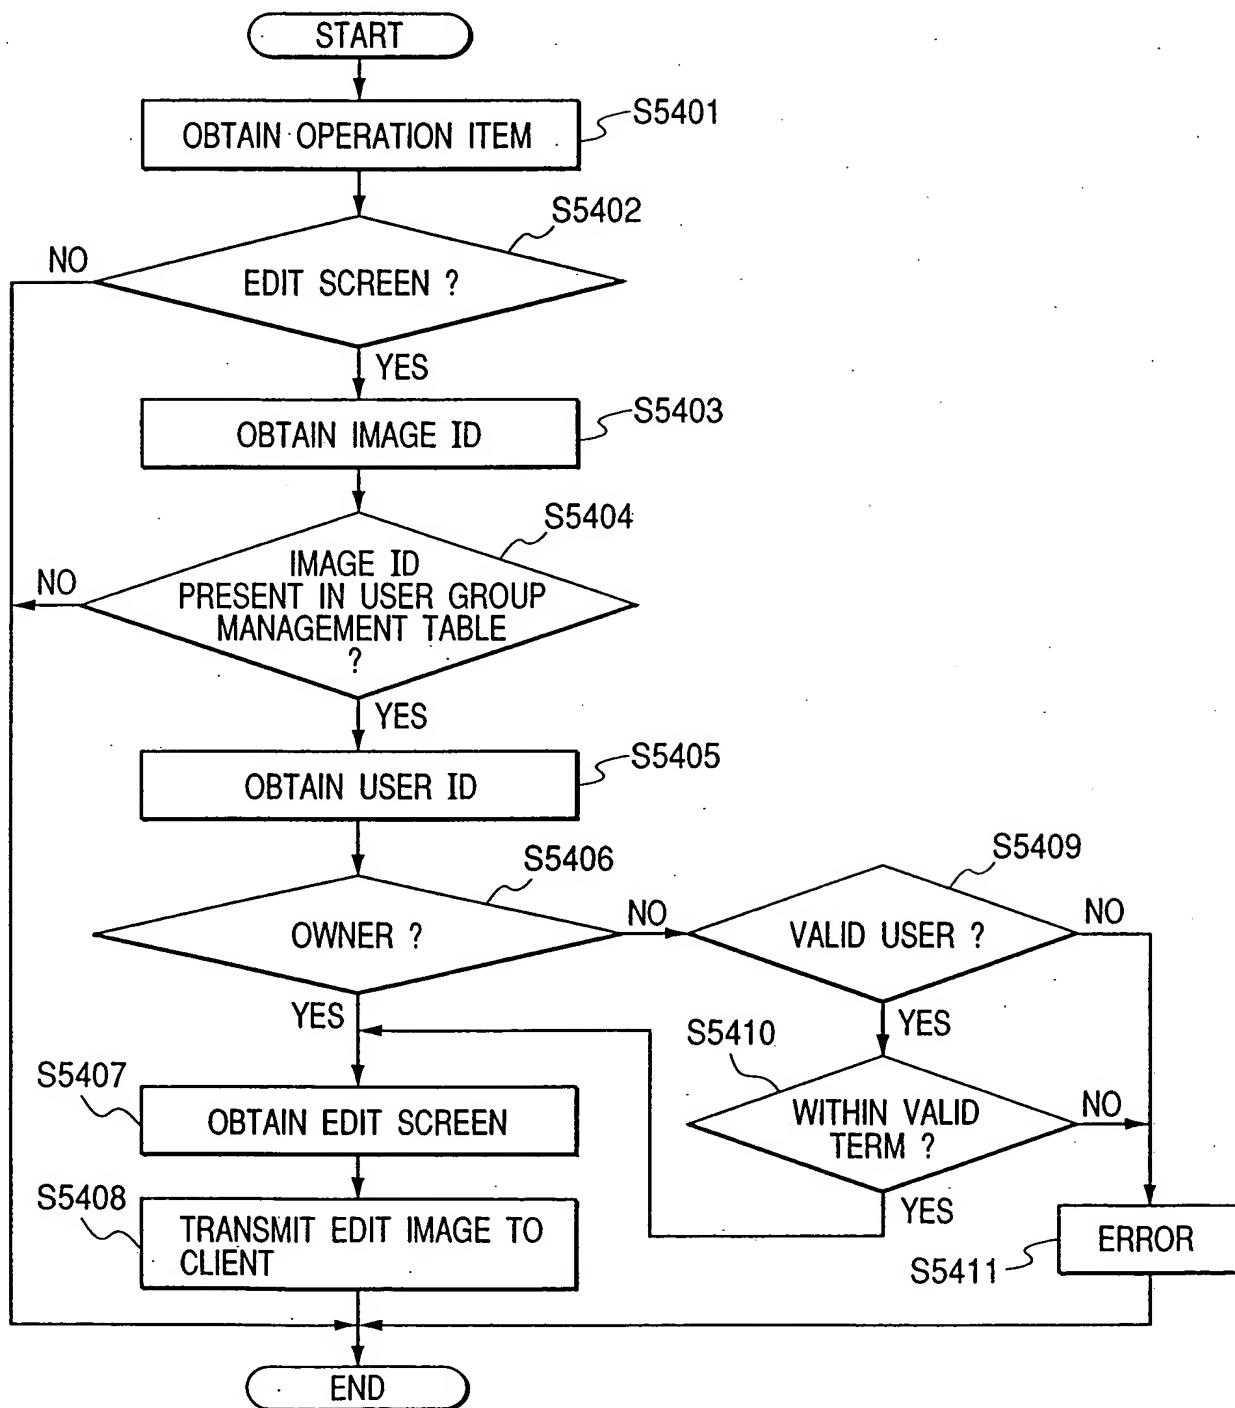 START
OBTAIN OPERATION ITEM
S5401
S5402
NO
EDIT SCREEN ?
YES
OBTAIN IMAGE ID
S5403
S5404
NO
IMAGE ID
PRESENT IN USER GROUP
MANAGEMENT TABLE
?
YES
OBTAIN USER ID
S5405
S5406
OWNER ?
NO
S5409
VALID USER ?
NO
YES
YES
S5410
WITHIN VALID
TERM ?
NO
YES
S5407
OBTAIN EDIT SCREEN
S5408
TRANSMIT EDIT IMAGE TO
CLIENT
ERROR
S5411
END